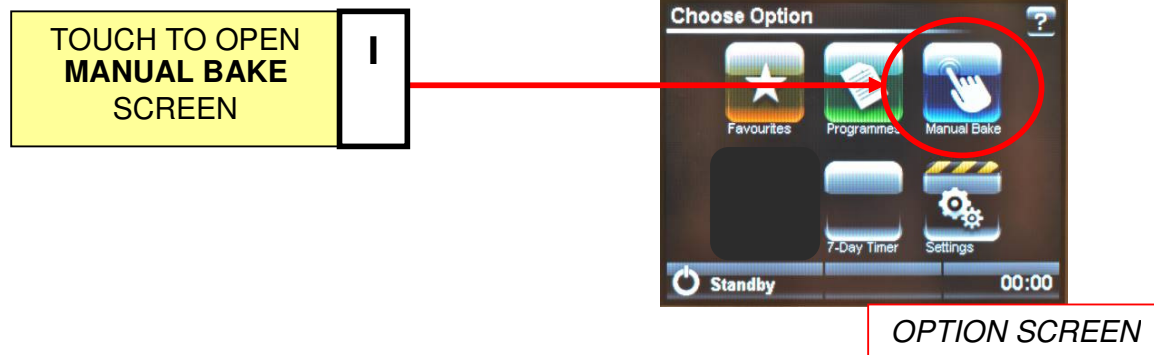 TOUCH TO OPEN
MANUAL BAKE
SCREEN
I
Choose Option
?
Favourites
Programmes
Manual Bake
7-Day Timer
Settings
Standby
00:00
OPTION SCREEN